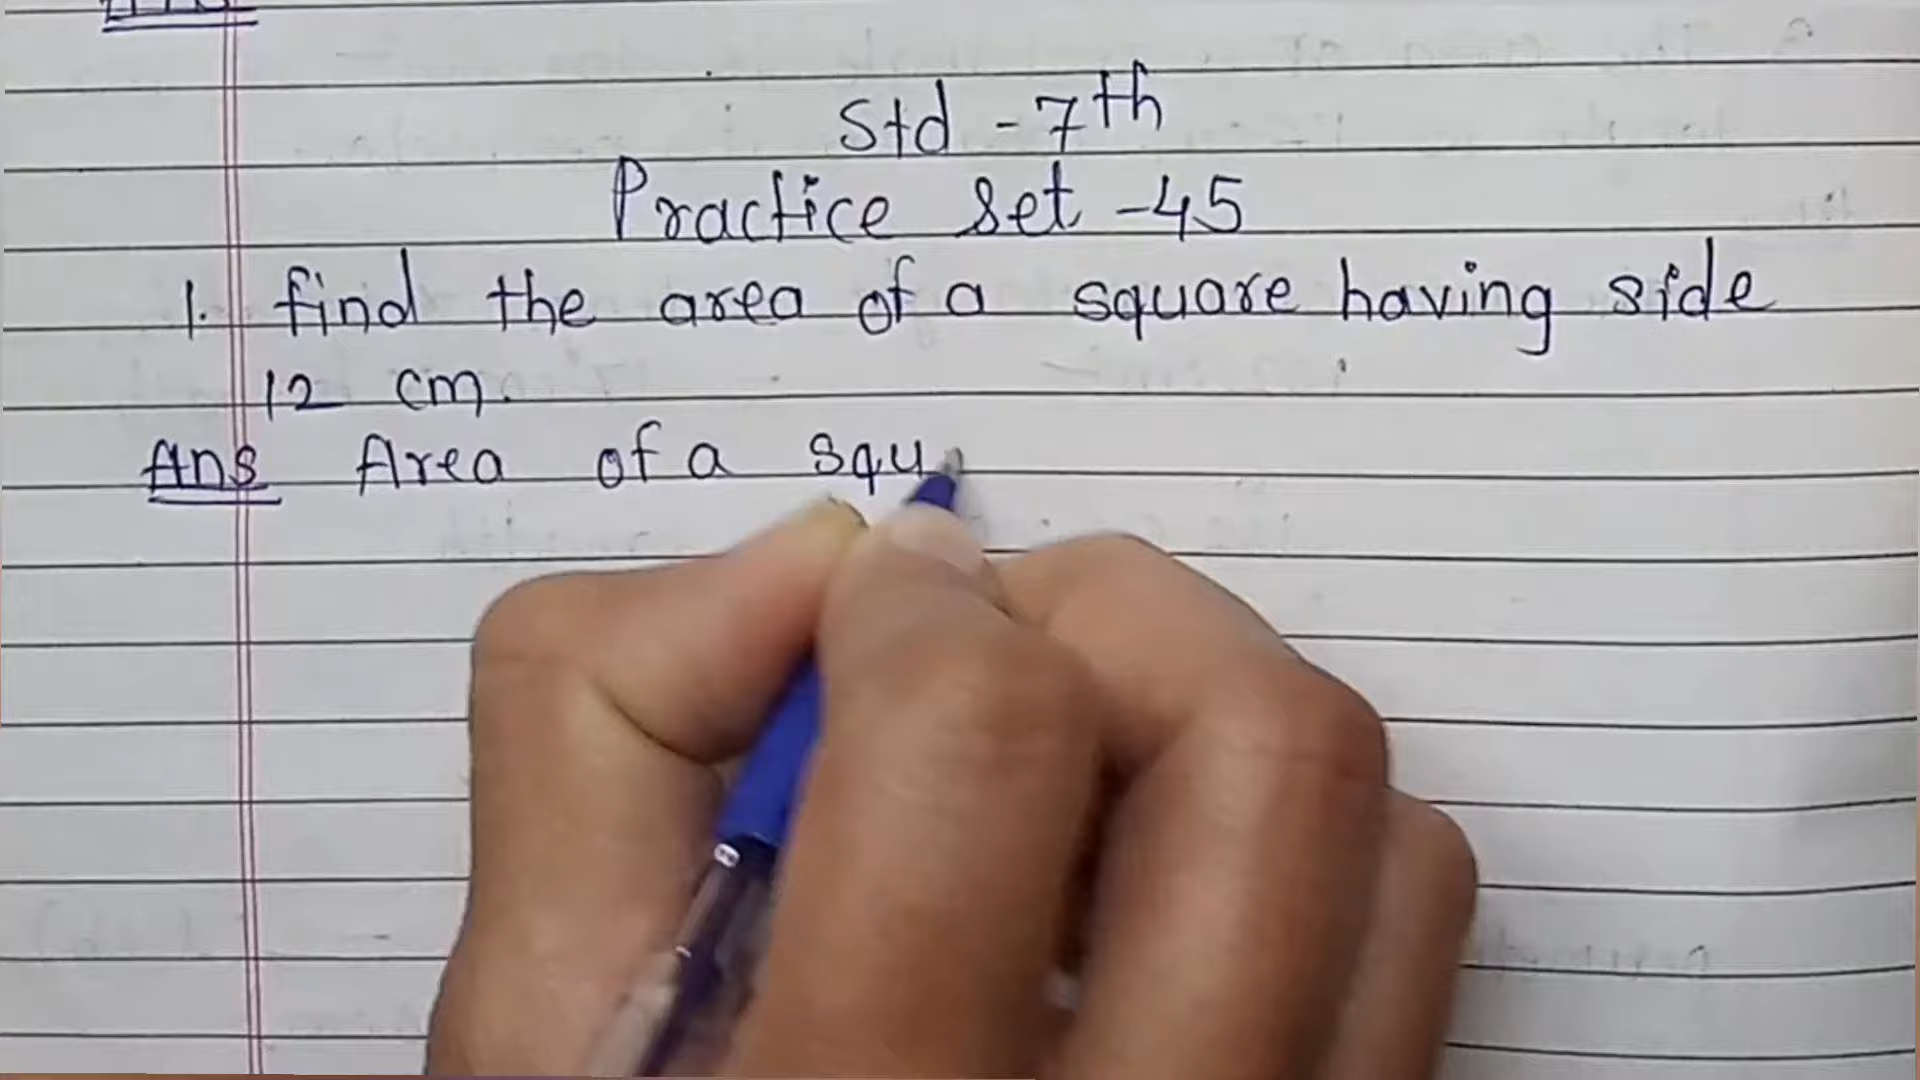 Std - 7th
Practice set - 45
1. find the area of a square having side
12 cm.
Ans Area of a squ